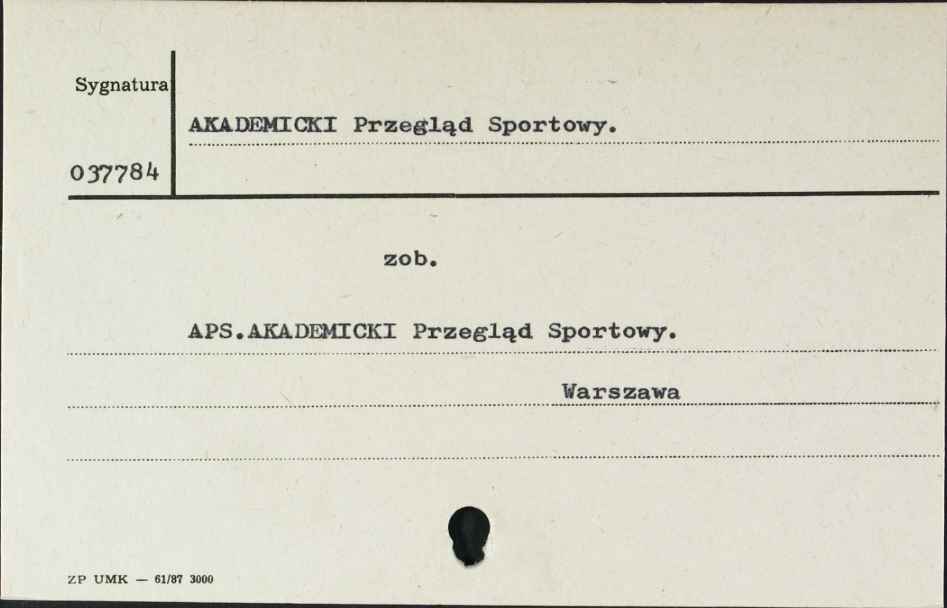 Sygnatura
AKADEMICKI Przegląd Sportowy.
037784
zob.
APS.AKADEMICKI Przegląd Sportowy.
Warszawa
ZP UMK — 61/87 3000